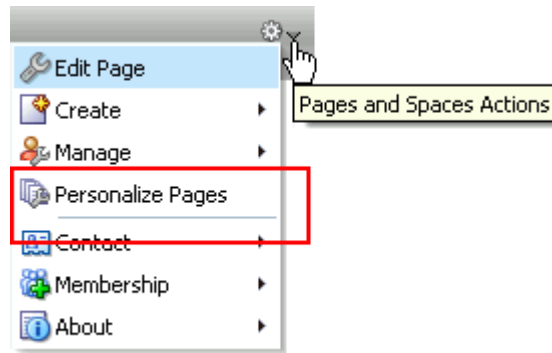 Edit Page
Pages and Spaces Actions
Create
Manage
Personalize Pages
Contact
Membership
About